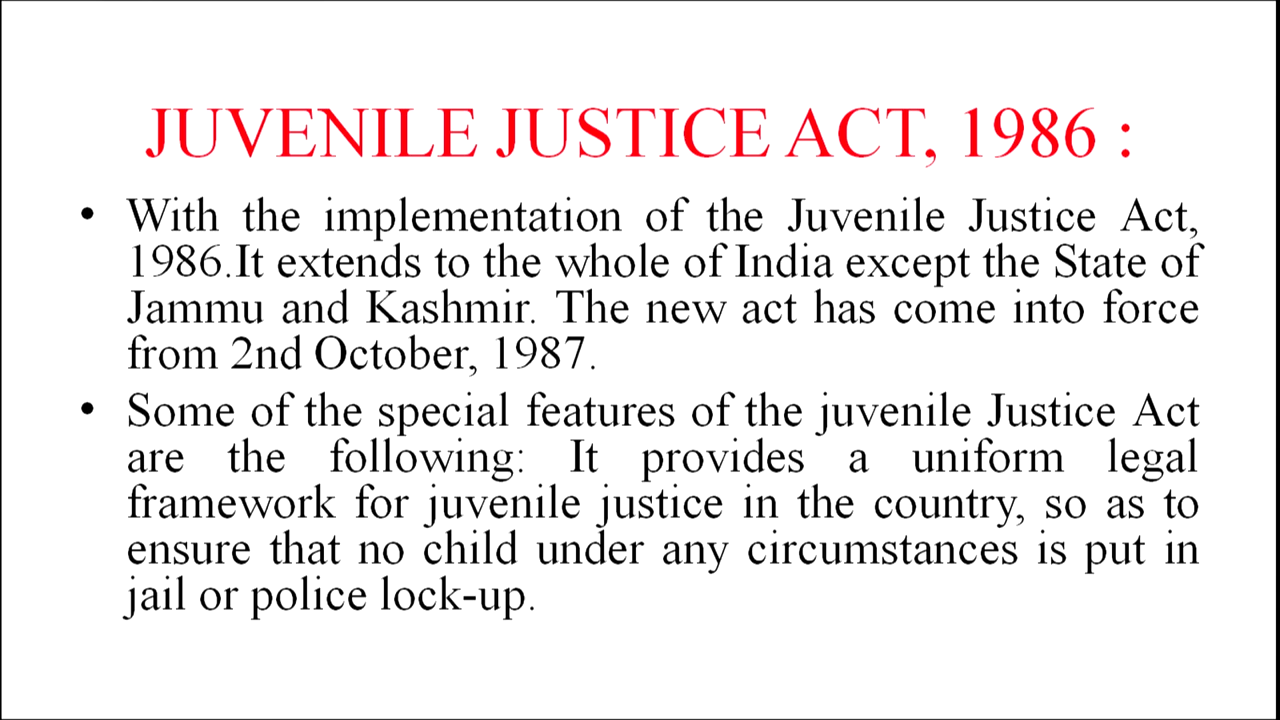 JUVENILE JUSTICE ACT, 1986 :
• With the implementation of the Juvenile Justice Act,
1986.It extends to the whole of India except the State of
Jammu and Kashmir. The new act has come into force
from 2nd October, 1987.
• Some of the special features of the juvenile Justice Act
are the following: It provides a uniform legal
framework for juvenile justice in the country, so as to
ensure that no child under any circumstances is put in
jail or police lock-up.